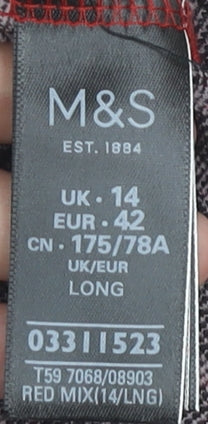 M&S
EST. 1884
UK · 14
EUR · 42
CN · 175/78A
UK/EUR
LONG
03311523
T59 7068/08903
RED MIX(14/LNG)